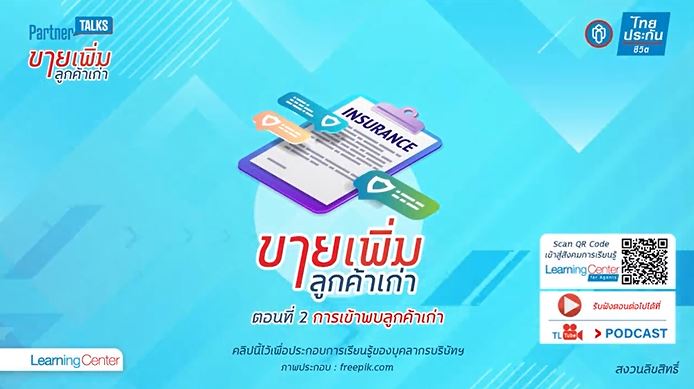 Partner TALKS
ขายเพิ่ม
ลูกค้าเก่า
ไทย
ประกัน
ชีวิต
INSURANCE
ขายเพิ่ม
ลูกค้าเก่า
ตอนที่ 2 การเข้าพบลูกค้าเก่า
คลิปนี้ไว้เพื่อประกอบการเรียนรู้ของบุคลากรบริษัทฯ
ภาพประกอบ : freepik.com
Scan QR Code
เข้าสู่สังคมการเรียนรู้
Learning Center
for Agents
รับฟังตอนต่อไปได้ที่
TL Tube
> PODCAST
Learning Center
สงวนลิขสิทธิ์